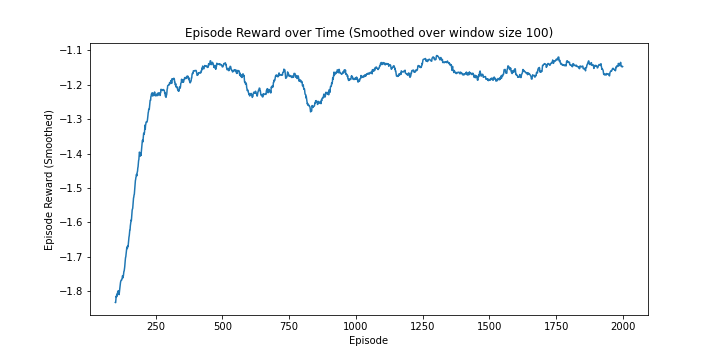 Episode Reward over Time (Smoothed over window size 100)
−1.1
−1.2
−1.3
−1.4
−1.5
−1.6
−1.7
−1.8
Episode Reward (Smoothed)
250 500 750 1000 1250 1500 1750 2000
Episode